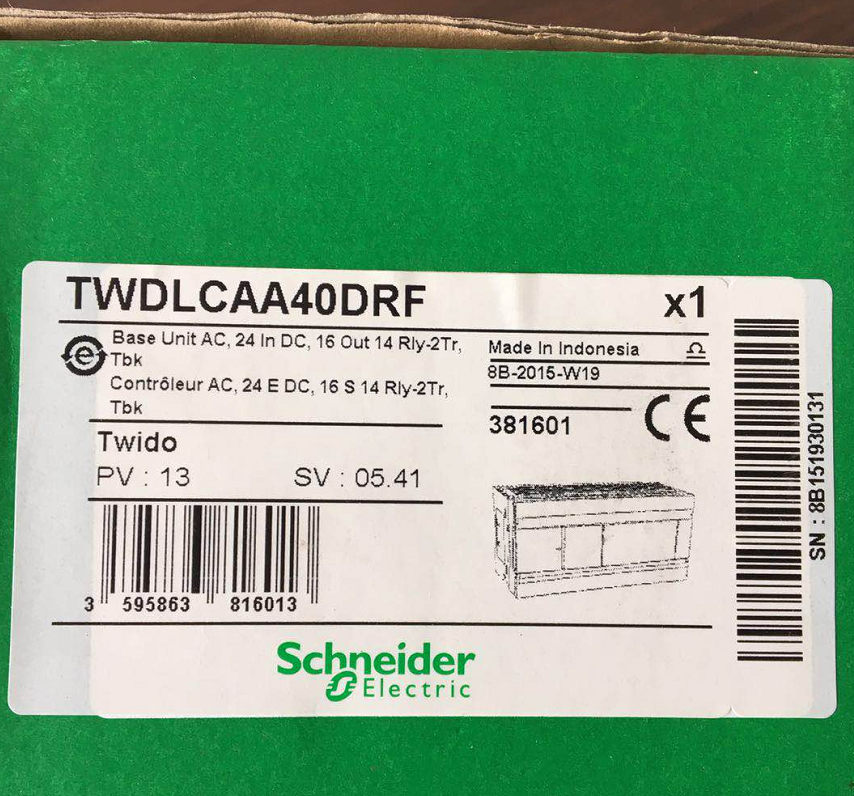 TWDLCAA40DRF
x1
Base Unit AC, 24 In DC, 16 Out 14 Rly-2Tr,
Tbk
Contrôleur AC, 24 E DC, 16 S 14 Rly-2Tr,
Tbk
Made In Indonesia
8B-2015-W19
381601
CE
Twido
PV : 13
SV : 05.41
3 595863 816013
SN : 8B151930131
Schneider
Electric